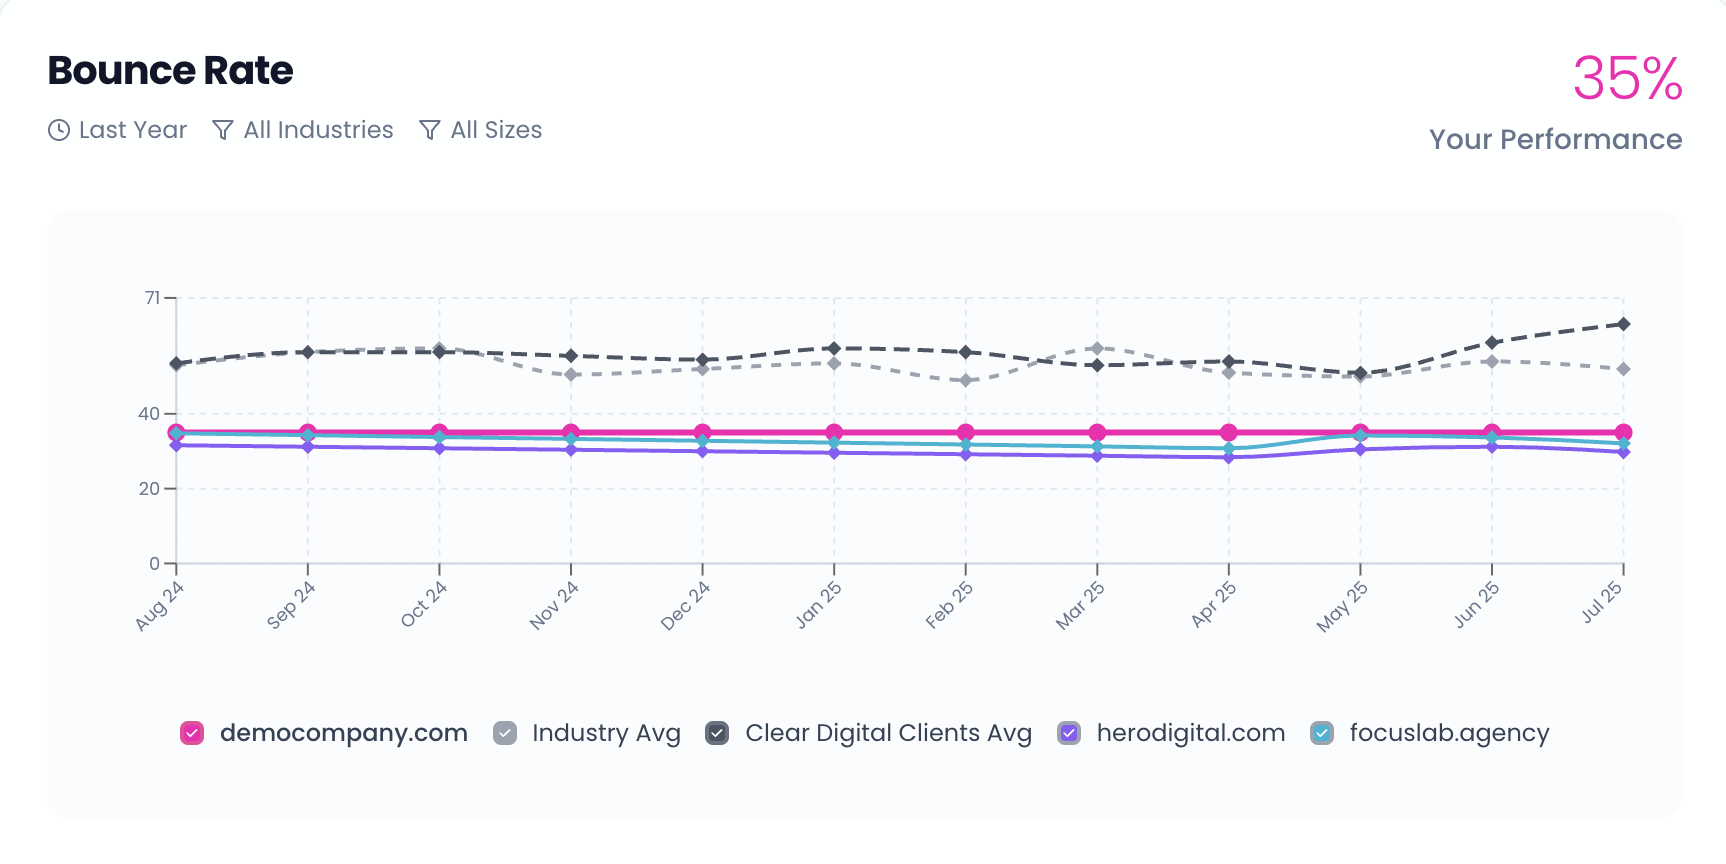 Bounce Rate
35%
Last Year All Industries All Sizes
Your Performance
71
40
20
0
Aug 24 Sep 24 Oct 24 Nov 24 Dec 24 Jan 25 Feb 25 Mar 25 Apr 25 May 25 Jun 25 Jul 25
democompany.com Industry Avg Clear Digital Clients Avg herodigital.com focuslab.agency